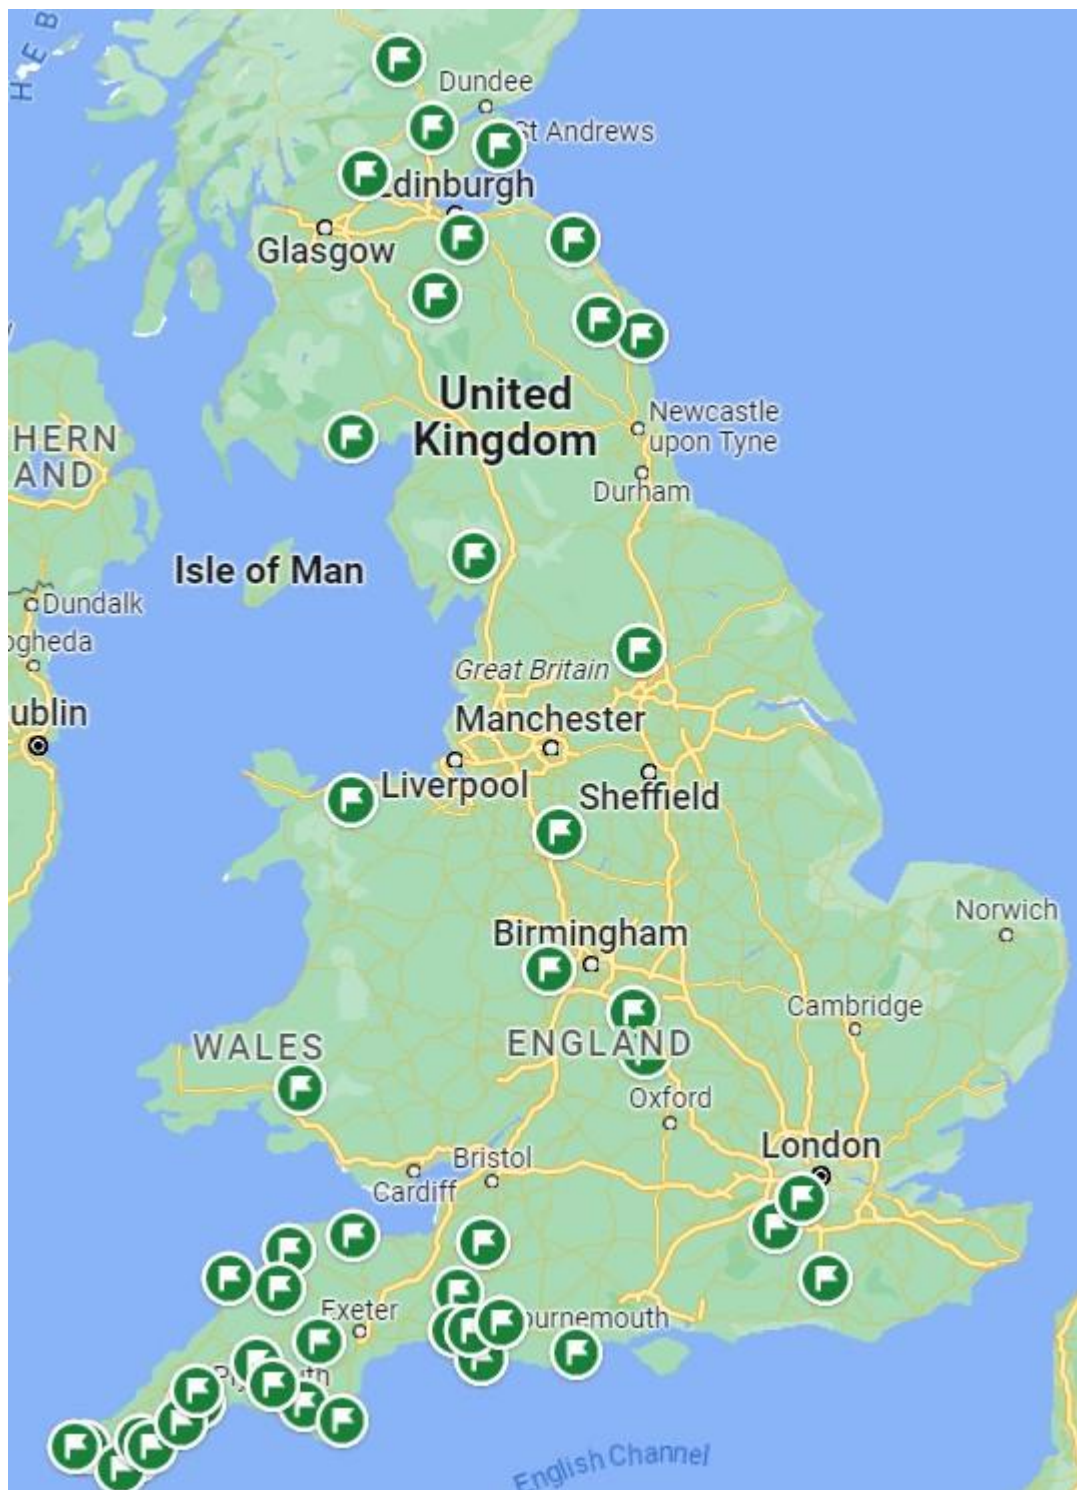 H E B
Dundee
St Andrews
Edinburgh
Glasgow
United
Kingdom
Newcastle
upon Tyne
HERN
AND
Durham
Isle of Man
Dundalk
ogheda
Great Britain
ublin
Manchester
Liverpool
Sheffield
Norwich
Birmingham
Cambridge
WALES
ENGLAND
Oxford
London
Bristol
Cardiff
Exeter
ournemouth
English Channel